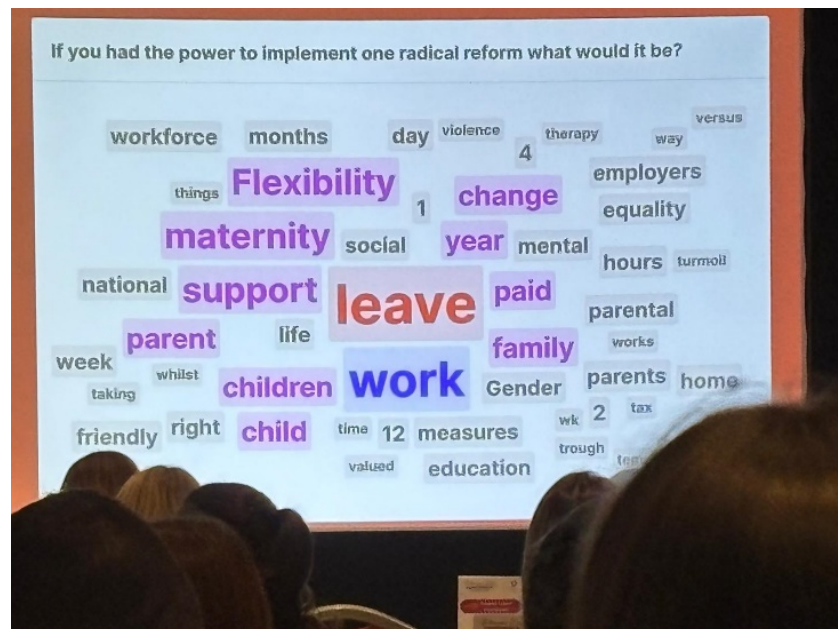 If you had the power to implement one radical reform what would it be?
versus
workforce months day violence 4 therapy way
things Flexibility 1 change employers
equality
maternity social year mental
hours turmoil
national support leave paid
parental
parent life family works
week
taking whilst children work Gender parents home
friendly right child time 12 measures wk 2 tax
trough
valued education